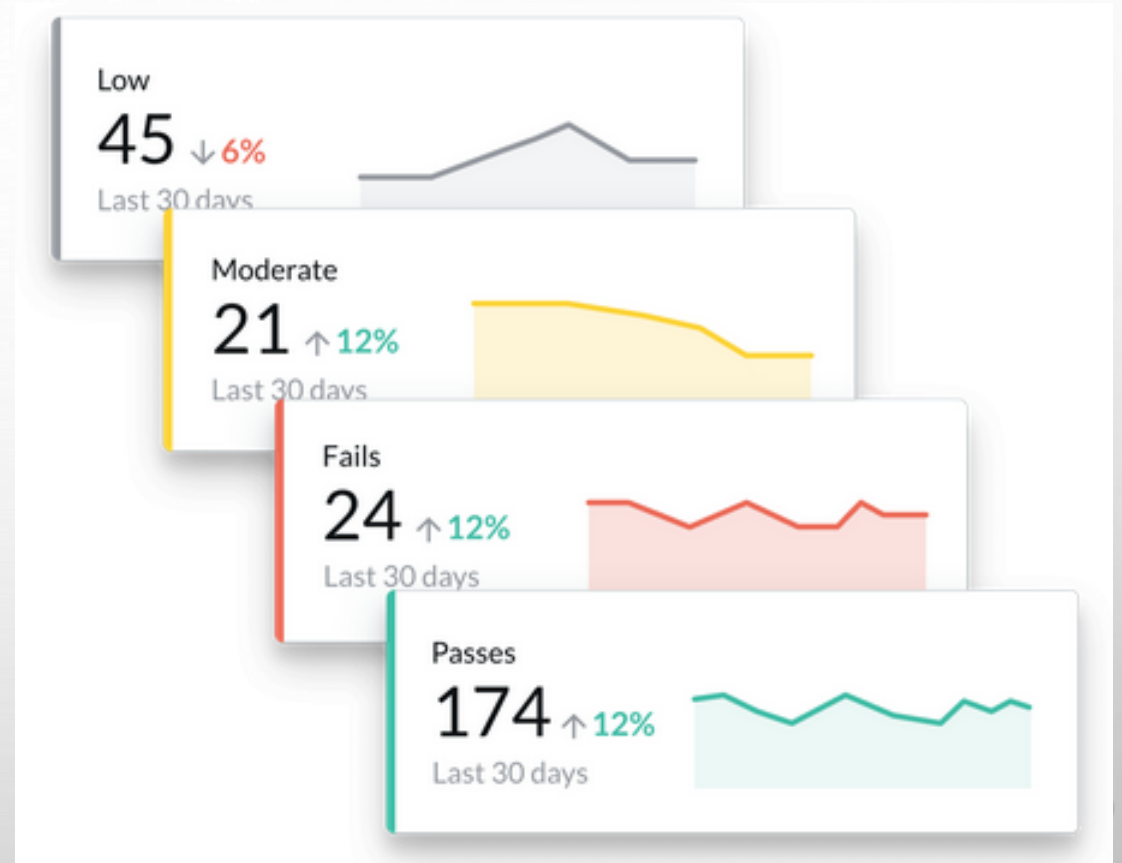 Low
45 ↓ 6%
Last 30 days
Moderate
21 ↑ 12%
Last 30 days
Fails
24 ↑ 12%
Last 30 days
Passes
174 ↑ 12%
Last 30 days